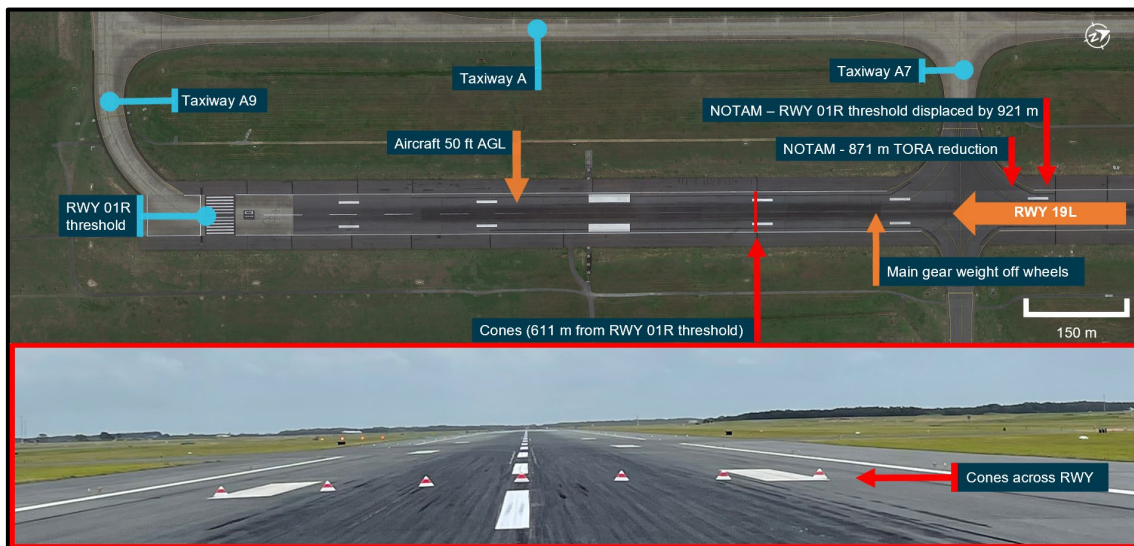 Taxiway A9
Taxiway A
Taxiway A7
NOTAM – RWY 01R threshold displaced by 921 m
NOTAM - 871 m TORA reduction
Aircraft 50 ft AGL
RWY 01R
threshold
RWY 19L
Main gear weight off wheels
Cones (611 m from RWY 01R threshold)
150 m
Cones across RWY